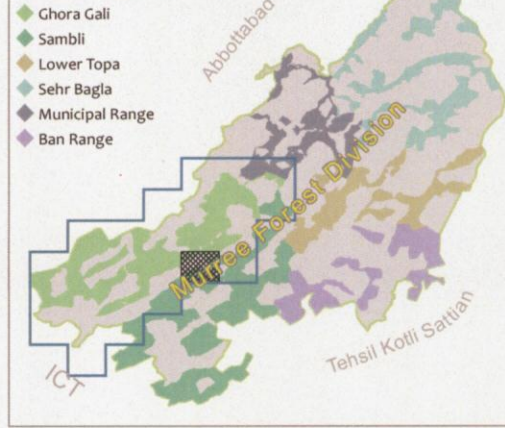 Ghora Gali
Sambli
Lower Topa
Sehr Bagla
Municipal Range
Ban Range
Abbottabad
Murree Forest Division
Tehsil Kotli Sattian
ICT